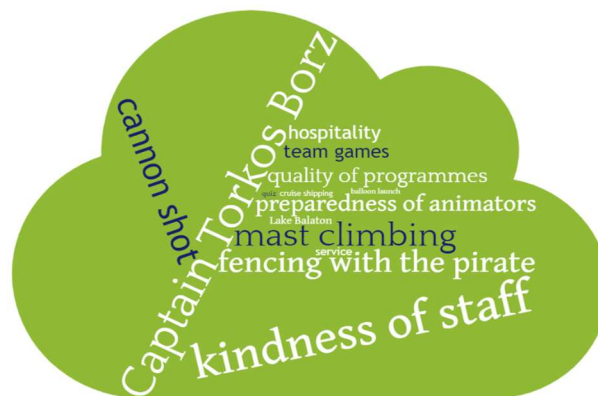 cannon shot
Captain Torkos Borz
hospitality
team games
quality of programmes
quiz cruise shipping
balloon launch
preparedness of animators
Lake Balaton
mast climbing
service
fencing with the pirate
kindness of staff